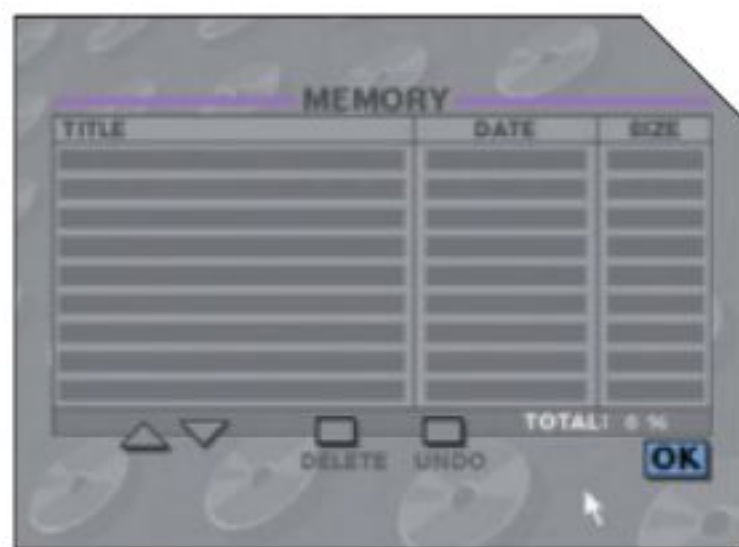 MEMORY
TITLE DATE SIZE
TOTAL: 0 %
DELETE UNDO
OK